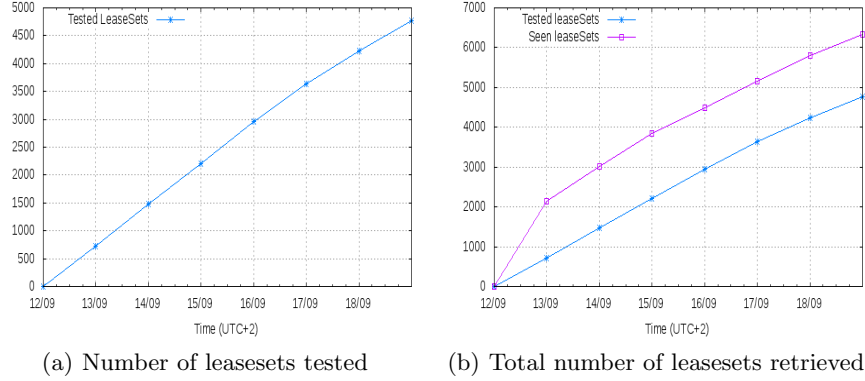 5000
4500
4000
3500
3000
2500
2000
1500
1000
500
0
Tested LeaseSets
12/09 13/09 14/09 15/09 16/09 17/09 18/09
Time (UTC+2)
(a) Number of leasesets tested
7000
6000
5000
4000
3000
2000
1000
0
Tested leaseSets
Seen leaseSets
12/09 13/09 14/09 15/09 16/09 17/09 18/09
Time (UTC+2)
(b) Total number of leasesets retrieved